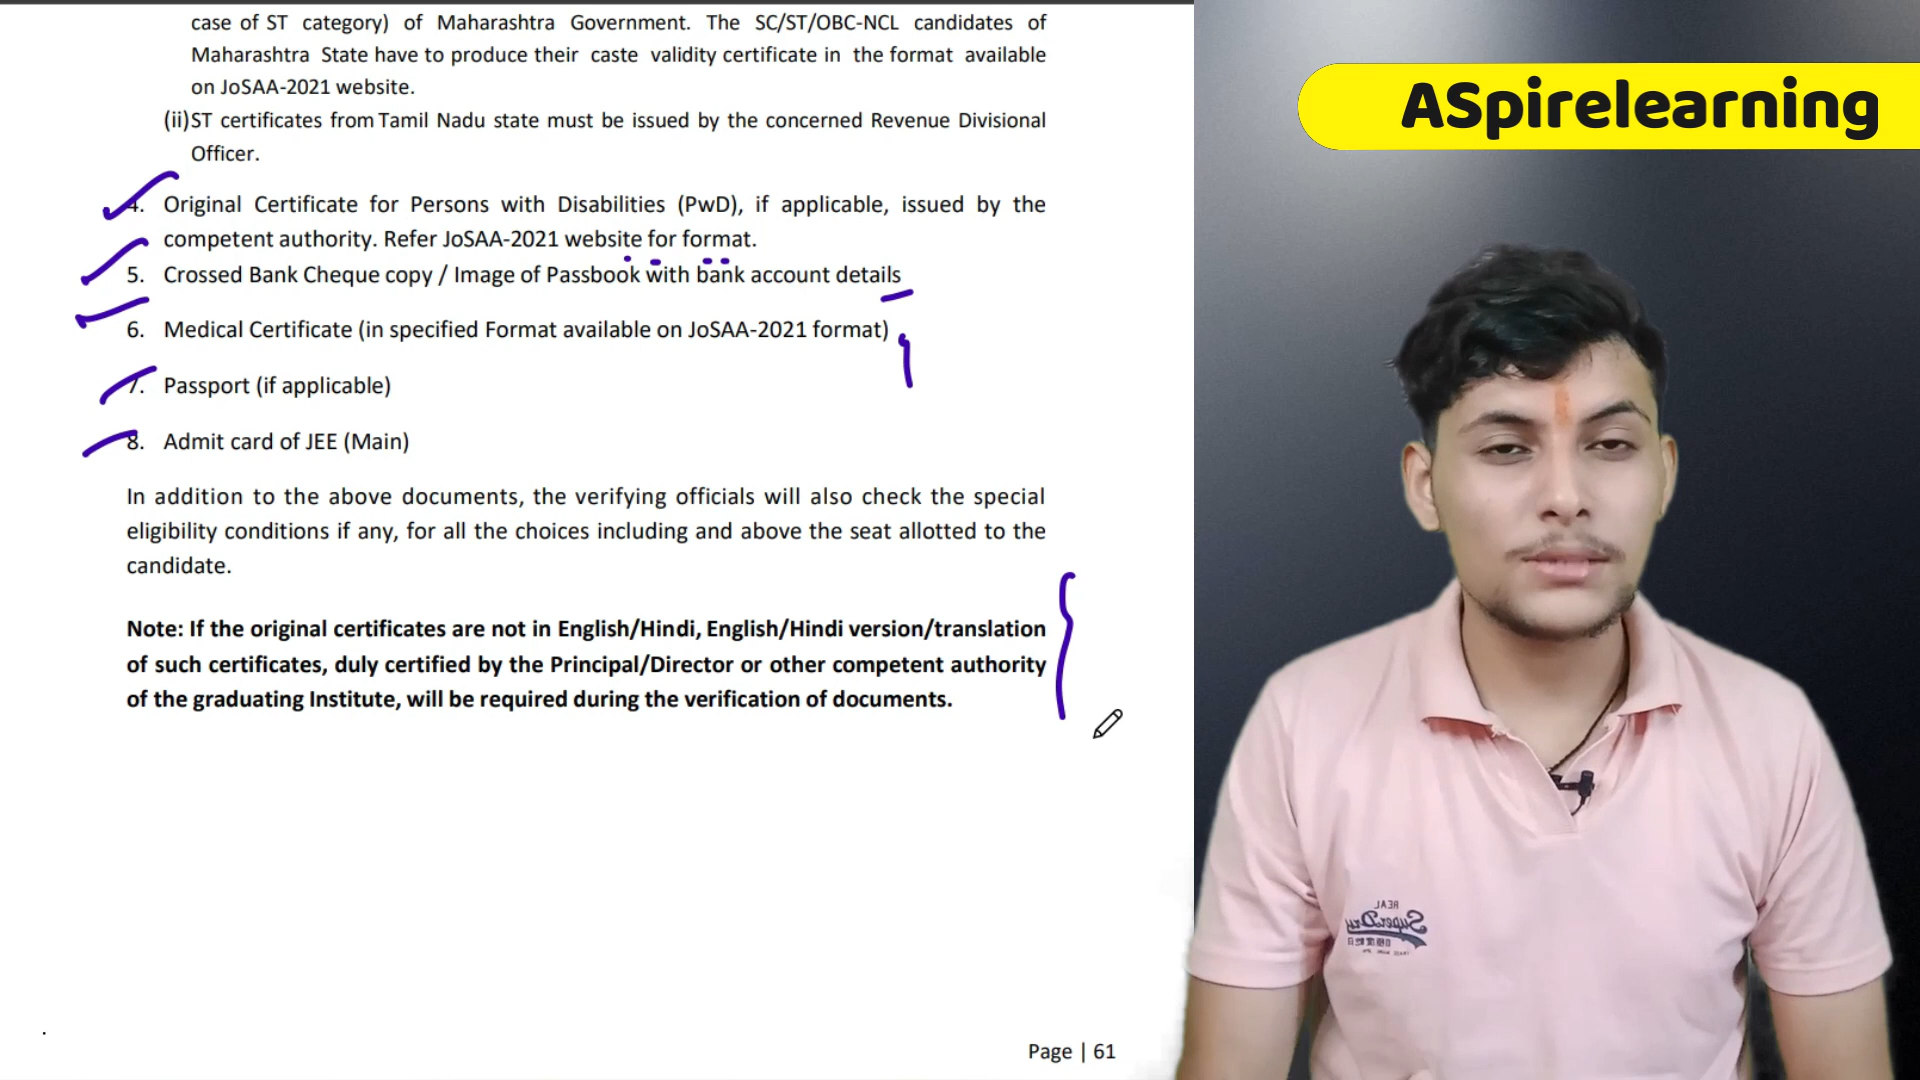 case of ST category) of Maharashtra Government. The SC/ST/OBC-NCL candidates of
Maharashtra State have to produce their caste validity certificate in the format available
on JoSAA-2021 website.
(ii)ST certificates from Tamil Nadu state must be issued by the concerned Revenue Divisional
Officer.
4. Original Certificate for Persons with Disabilities (PwD), if applicable, issued by the
competent authority. Refer JoSAA-2021 website for format.
5. Crossed Bank Cheque copy / Image of Passbook with bank account details
6. Medical Certificate (in specified Format available on JoSAA-2021 format)
7. Passport (if applicable)
8. Admit card of JEE (Main)
In addition to the above documents, the verifying officials will also check the special
eligibility conditions if any, for all the choices including and above the seat allotted to the
candidate.
Note: If the original certificates are not in English/Hindi, English/Hindi version/translation
of such certificates, duly certified by the Principal/Director or other competent authority
of the graduating Institute, will be required during the verification of documents.
Page | 61
ASpirelearning
REAL
SuperDry